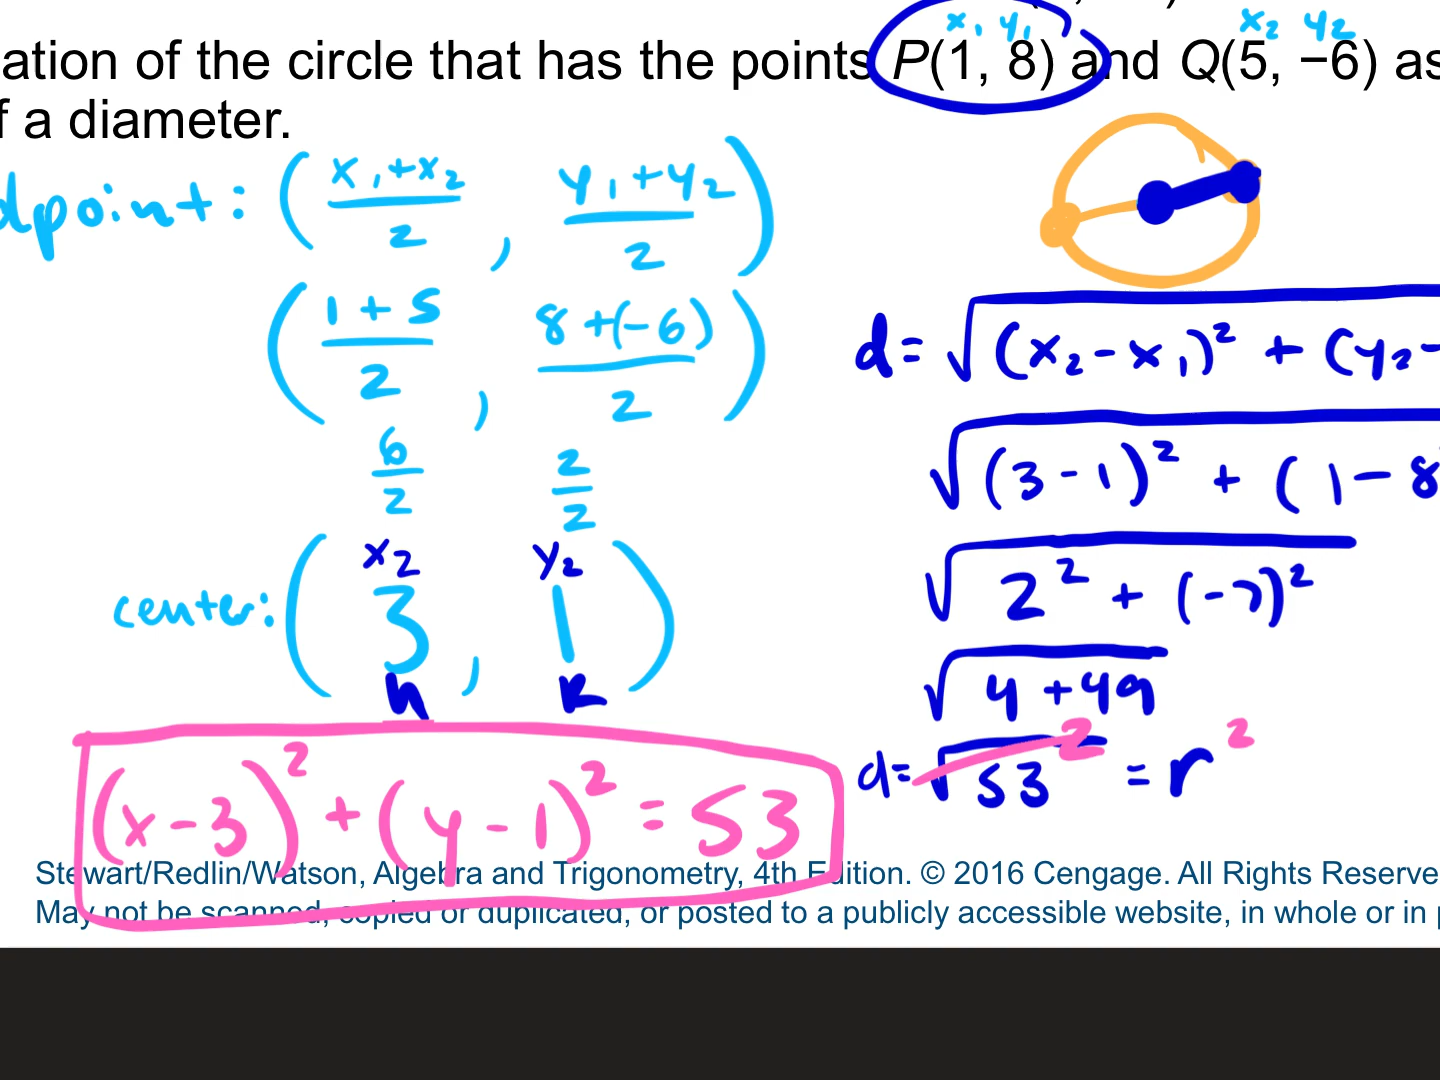 x₁ y₁ x₂ y₂
ation of the circle that has the points P(1, 8) and Q(5, −6) as
f a diameter.
dpoint: ( x₁+x₂ / 2 , y₁+y₂ / 2 )
( 1+5 / 2 , 8+(-6) / 2 )
6/2 2/2
x₂ y₂
center: ( 3 , 1 )
h k
(x-3)² + (y-1)² = 53
d= √(x₂-x₁)² + (y₂-
√(3-1)² + (1-8
√2² + (-7)²
√4+49
d= √53² = r²
Stewart/Redlin/Watson, Algebra and Trigonometry, 4th Edition. © 2016 Cengage. All Rights Reserve
May not be scanned, copied or duplicated, or posted to a publicly accessible website, in whole or in